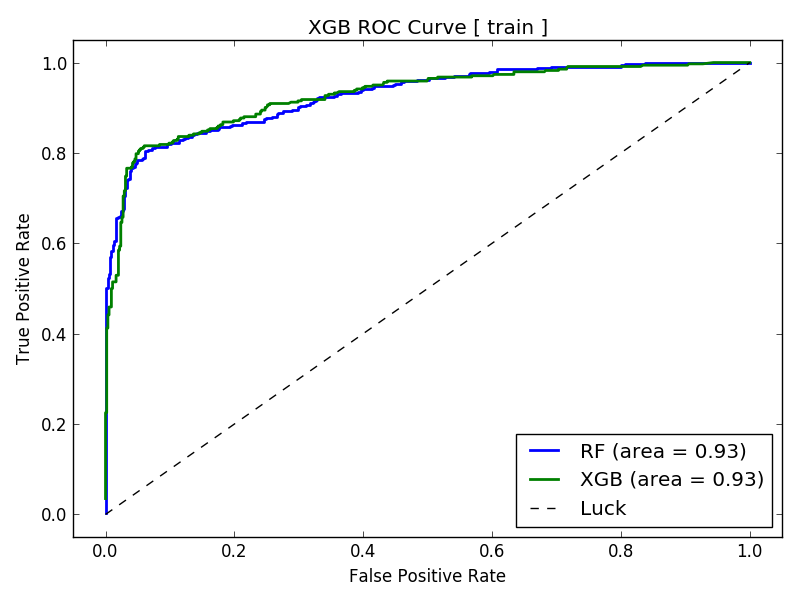 XGB ROC Curve [ train ]
True Positive Rate
1.0
0.8
0.6
0.4
0.2
0.0
RF (area = 0.93)
XGB (area = 0.93)
Luck
0.0 0.2 0.4 0.6 0.8 1.0
False Positive Rate